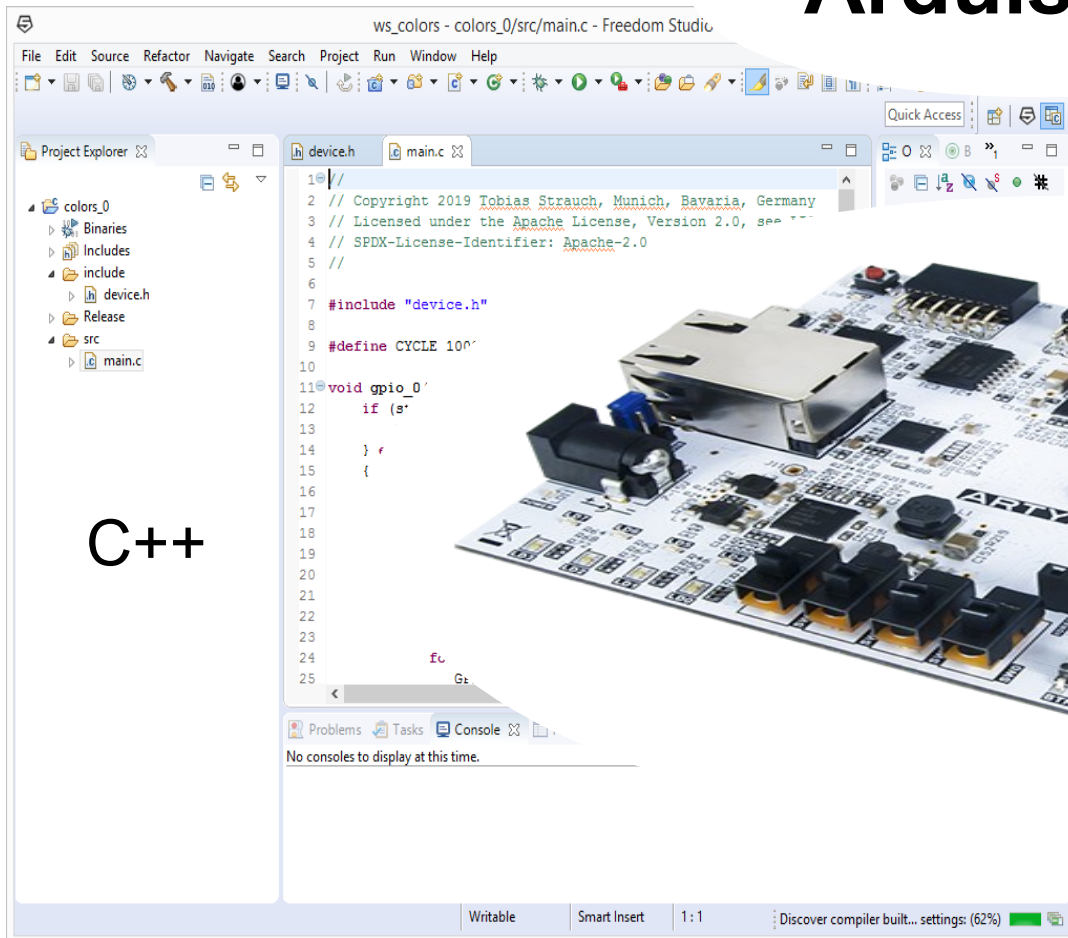 Arduis
ws_colors - colors_0/src/main.c - Freedom Studio
File Edit Source Refactor Navigate Search Project Run Window Help
Quick Access
Project Explorer
device.h
main.c
O
B
colors_0
Binaries
Includes
include
device.h
Release
src
main.c
1 //
2 // Copyright 2019 Tobias Strauch, Munich, Bavaria, Germany
3 // Licensed under the Apache License, Version 2.0, see
4 // SPDX-License-Identifier: Apache-2.0
5 //
6
7 #include "device.h"
8
9 #define CYCLE 100
10
11 void gpio_0
12 if (s
13
14 }
15 {
16
17
18
19
20
21
22
23
24 fo
25 G
C++
ARTY
Problems Tasks Console
No consoles to display at this time.
Writable Smart Insert 1 : 1 Discover compiler built... settings: (62%)